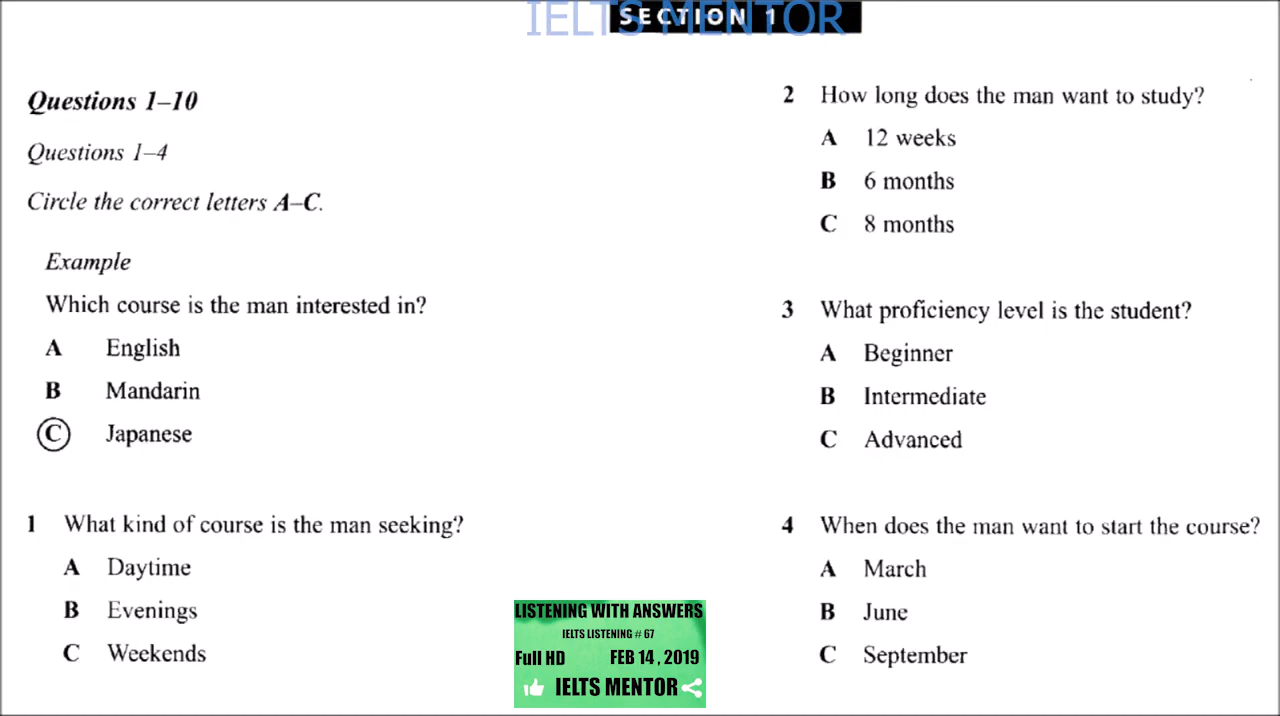 IELTS MENTOR
SECTION 1
Questions 1–10
Questions 1–4
Circle the correct letters A–C.
Example
Which course is the man interested in?
A English
B Mandarin
C Japanese
1 What kind of course is the man seeking?
A Daytime
B Evenings
C Weekends
2 How long does the man want to study?
A 12 weeks
B 6 months
C 8 months
3 What proficiency level is the student?
A Beginner
B Intermediate
C Advanced
4 When does the man want to start the course?
A March
B June
C September
LISTENING WITH ANSWERS
IELTS LISTENING # 67
Full HD FEB 14 , 2019
IELTS MENTOR